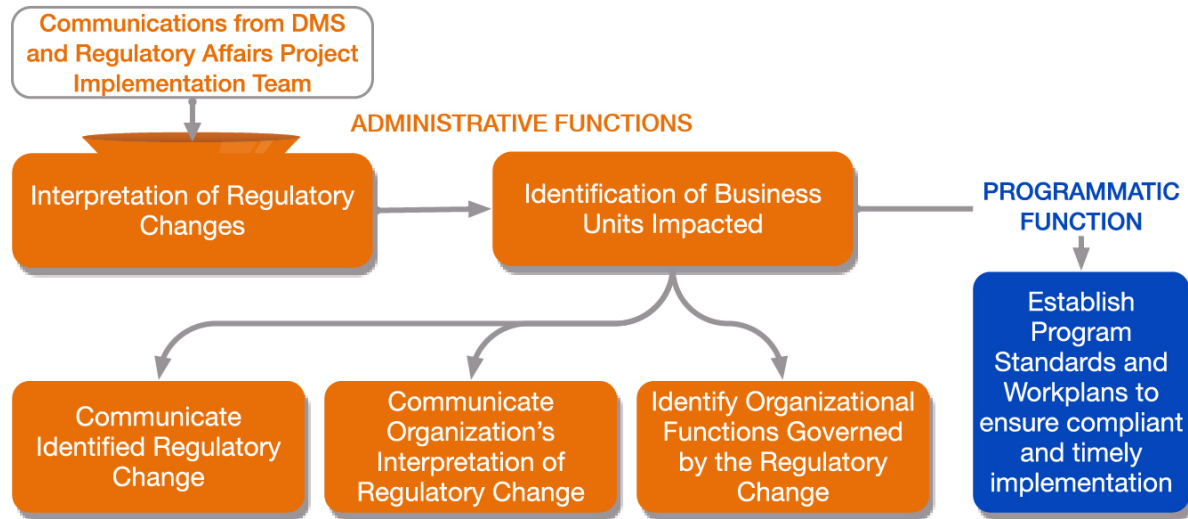 Communications from DMS
and Regulatory Affairs Project
Implementation Team
ADMINISTRATIVE FUNCTIONS
Interpretation of Regulatory
Changes
Identification of Business
Units Impacted
PROGRAMMATIC
FUNCTION
Communicate
Identified Regulatory
Change
Communicate
Organization’s
Interpretation of
Regulatory Change
Identify Organizational
Functions Governed
by the Regulatory
Change
Establish
Program
Standards and
Workplans to
ensure compliant
and timely
implementation